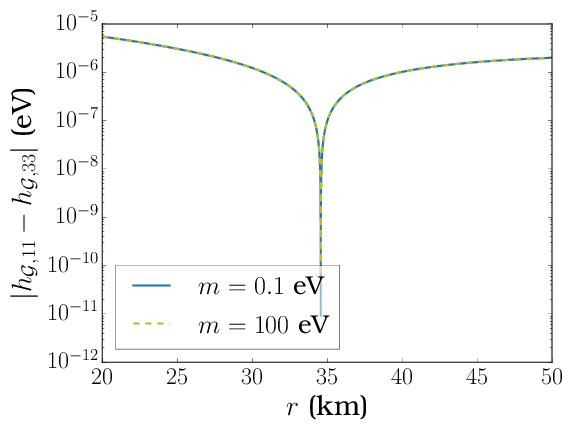 10⁻⁵
10⁻⁶
10⁻⁷
10⁻⁸
10⁻⁹
10⁻¹⁰
10⁻¹¹
10⁻¹²
|h_{𝒢,11} − h_{𝒢,33}| (eV)
m = 0.1 eV
m = 100 eV
20 25 30 35 40 45 50
r (km)